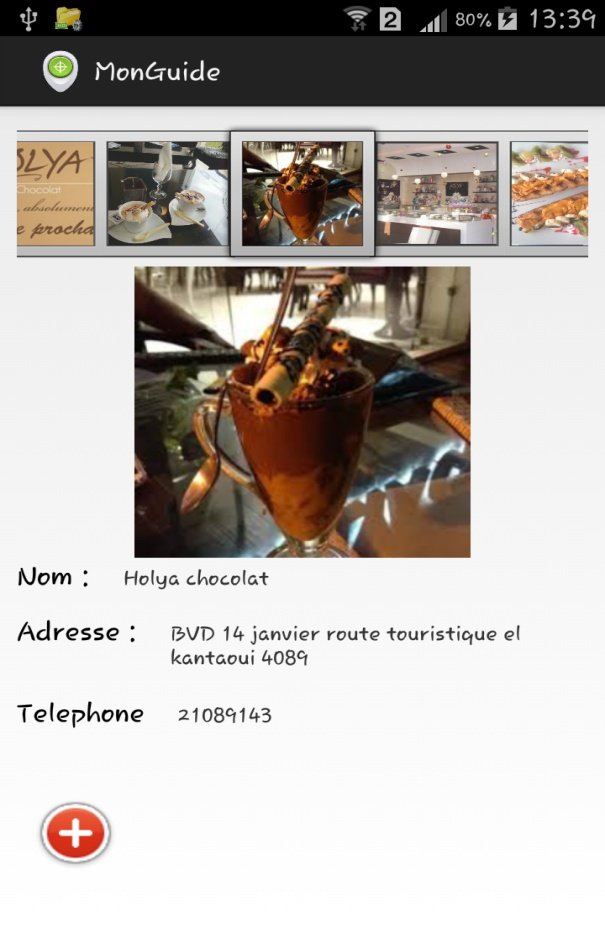 2 80% 13:39
MonGuide
OLYA
Chocolat
absolument
e procha
Nom : Holya chocolat
Adresse : BVD 14 janvier route touristique el
kantaoui 4089
Telephone 21089143